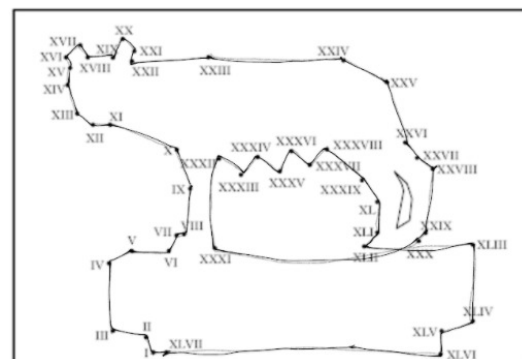 XX
XVII
XIX XXI XXIV
XVI
XVIII XXII XXIII
XV
XIV XXV
XIII XI
XII XXVI
X XXXII XXXIV XXXVI XXXVIII
XXXVII XXVII
XXXIII XXXV XXVIII
IX XXXIX
XL
VII VIII XLI XXIX
V
VI XXXI XLII XXX XLIII
IV
III II XLIV
XLV
I XLVII XLVI